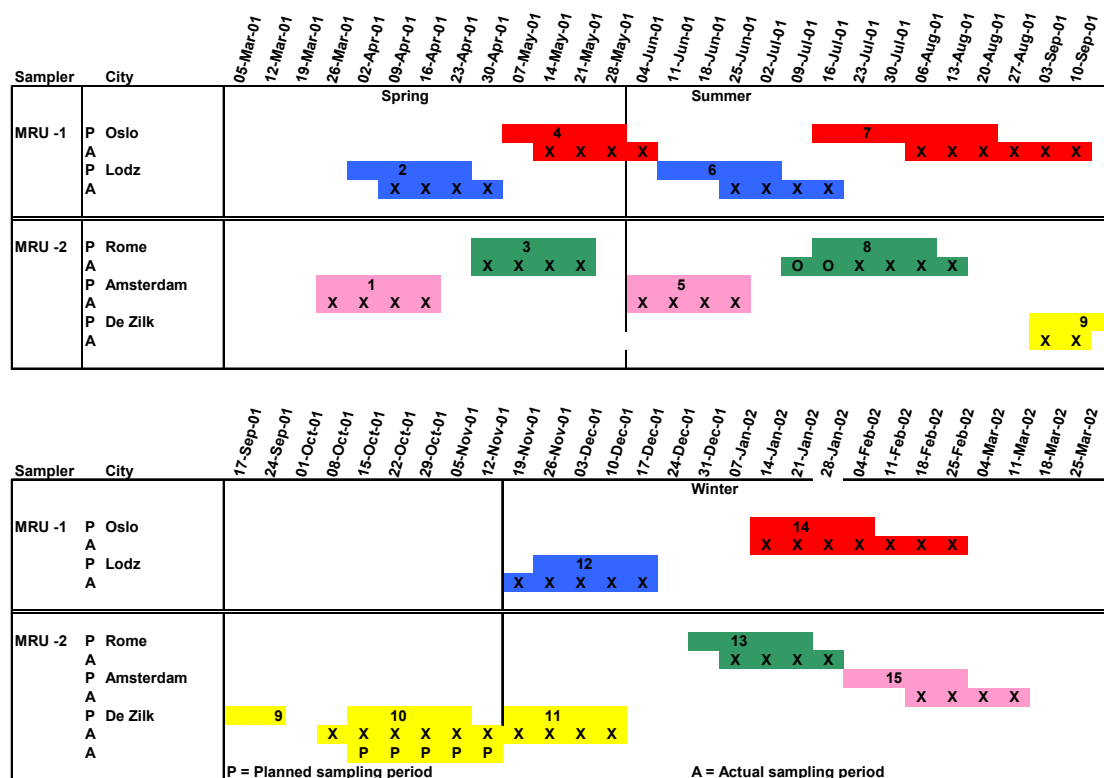 05-Mar-01 12-Mar-01 19-Mar-01 26-Mar-01 02-Apr-01 09-Apr-01 16-Apr-01 23-Apr-01 30-Apr-01 07-May-01 14-May-01 21-May-01 28-May-01 04-Jun-01 11-Jun-01 18-Jun-01 25-Jun-01 02-Jul-01 09-Jul-01 16-Jul-01 23-Jul-01 30-Jul-01 06-Aug-01 13-Aug-01 20-Aug-01 27-Aug-01 03-Sep-01 10-Sep-01
Sampler City
Spring Summer
MRU -1 P Oslo 4 7
A X X X X X X X X X X
P Lodz 2 6
A X X X X X X X X
MRU -2 P Rome 3 8
A X X X X O O X X X X
P Amsterdam 1 5
A X X X X X X X X
P De Zilk 9
A X X
17-Sep-01 24-Sep-01 01-Oct-01 08-Oct-01 15-Oct-01 22-Oct-01 29-Oct-01 05-Nov-01 12-Nov-01 19-Nov-01 26-Nov-01 03-Dec-01 10-Dec-01 17-Dec-01 24-Dec-01 31-Dec-01 07-Jan-02 14-Jan-02 21-Jan-02 28-Jan-02 04-Feb-02 11-Feb-02 18-Feb-02 25-Feb-02 04-Mar-02 11-Mar-02 18-Mar-02 25-Mar-02
Sampler City
Winter
MRU -1 P Oslo 14
A X X X X X X X
P Lodz 12
A X X X X X
MRU -2 P Rome 13
A X X X X
P Amsterdam 15
A X X X X
P De Zilk 9 10 11
A X X X X X X X X X X
A P P P P P
P = Planned sampling period A = Actual sampling period